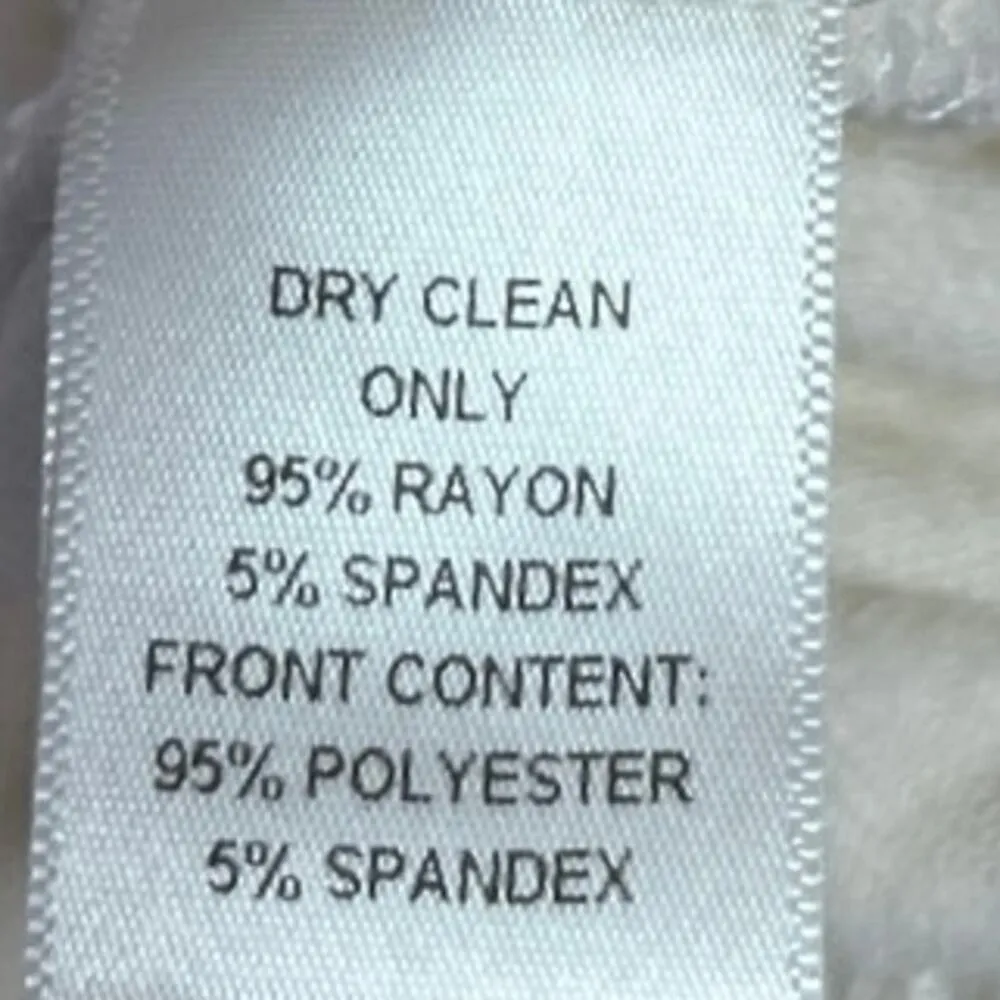 DRY CLEAN
ONLY
95% RAYON
5% SPANDEX
FRONT CONTENT:
95% POLYESTER
5% SPANDEX